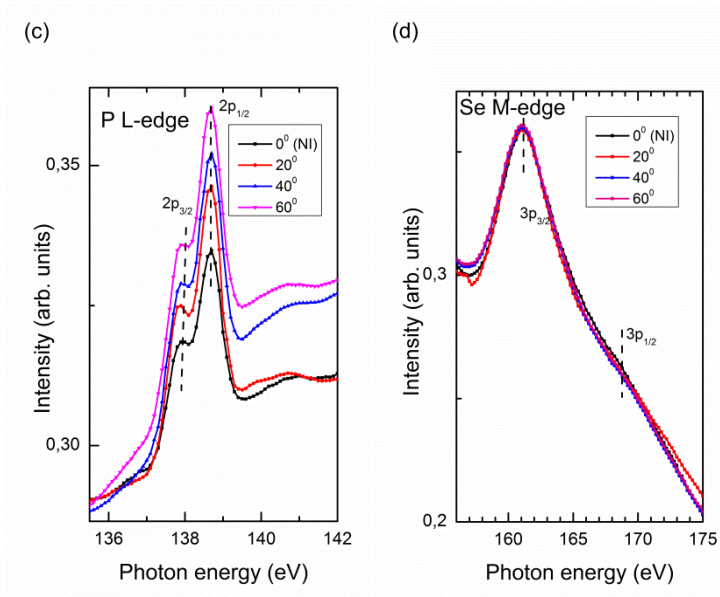 (c)
P L-edge
2p1/2
2p3/2
0⁰ (NI)
20⁰
40⁰
60⁰
0,35
0,30
Intensity (arb. units)
136 138 140 142
Photon energy (eV)
(d)
Se M-edge
0⁰ (NI)
20⁰
40⁰
60⁰
3p3/2
3p1/2
0,3
0,2
Intensity (arb. units)
160 165 170 175
Photon energy (eV)